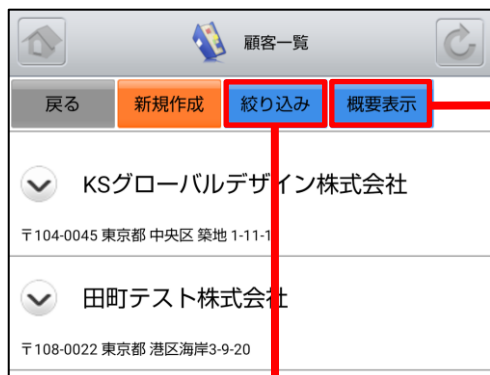 顧客一覧
戻る 新規作成 絞り込み 概要表示
KSグローバルデザイン株式会社
〒104-0045 東京都 中央区 築地 1-11-1
田町テスト株式会社
〒108-0022 東京都 港区海岸3-9-20